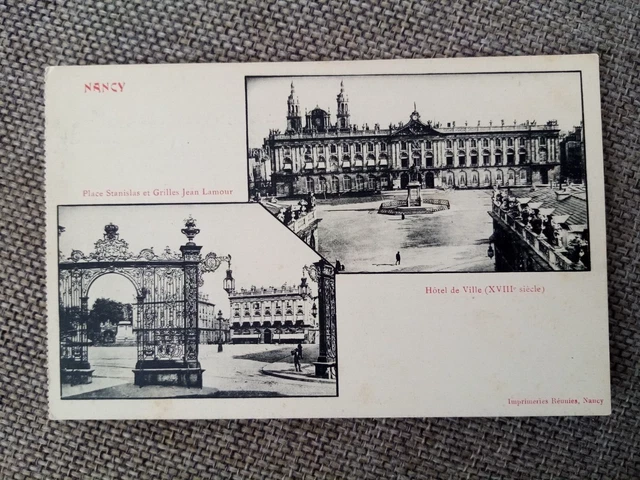 NANCY
Place Stanislas et Grilles Jean Lamour
Hôtel de Ville (XVIIIᵉ siècle)
Imprimeries Réunies, Nancy